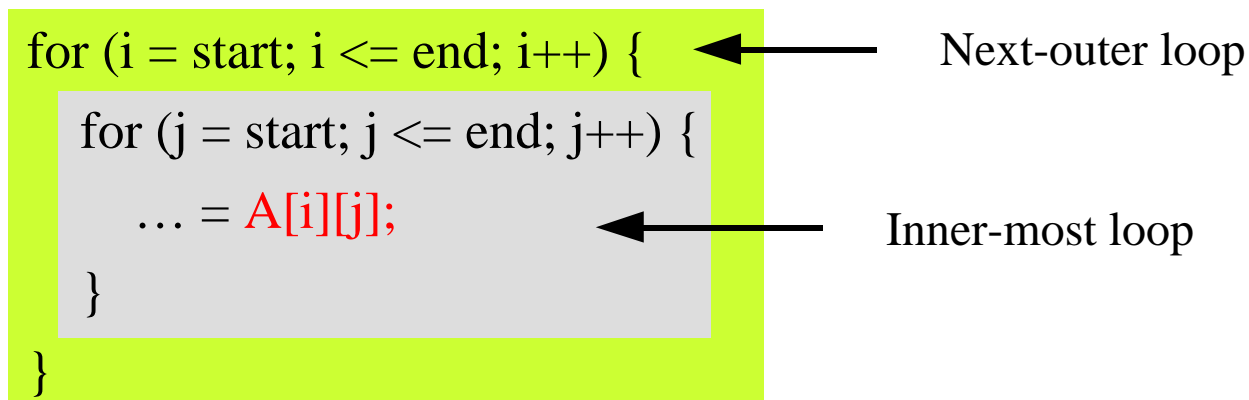 for (i = start; i <= end; i++) {
Next-outer loop
for (j = start; j <= end; j++) {
… = A[i][j];
Inner-most loop
}
}